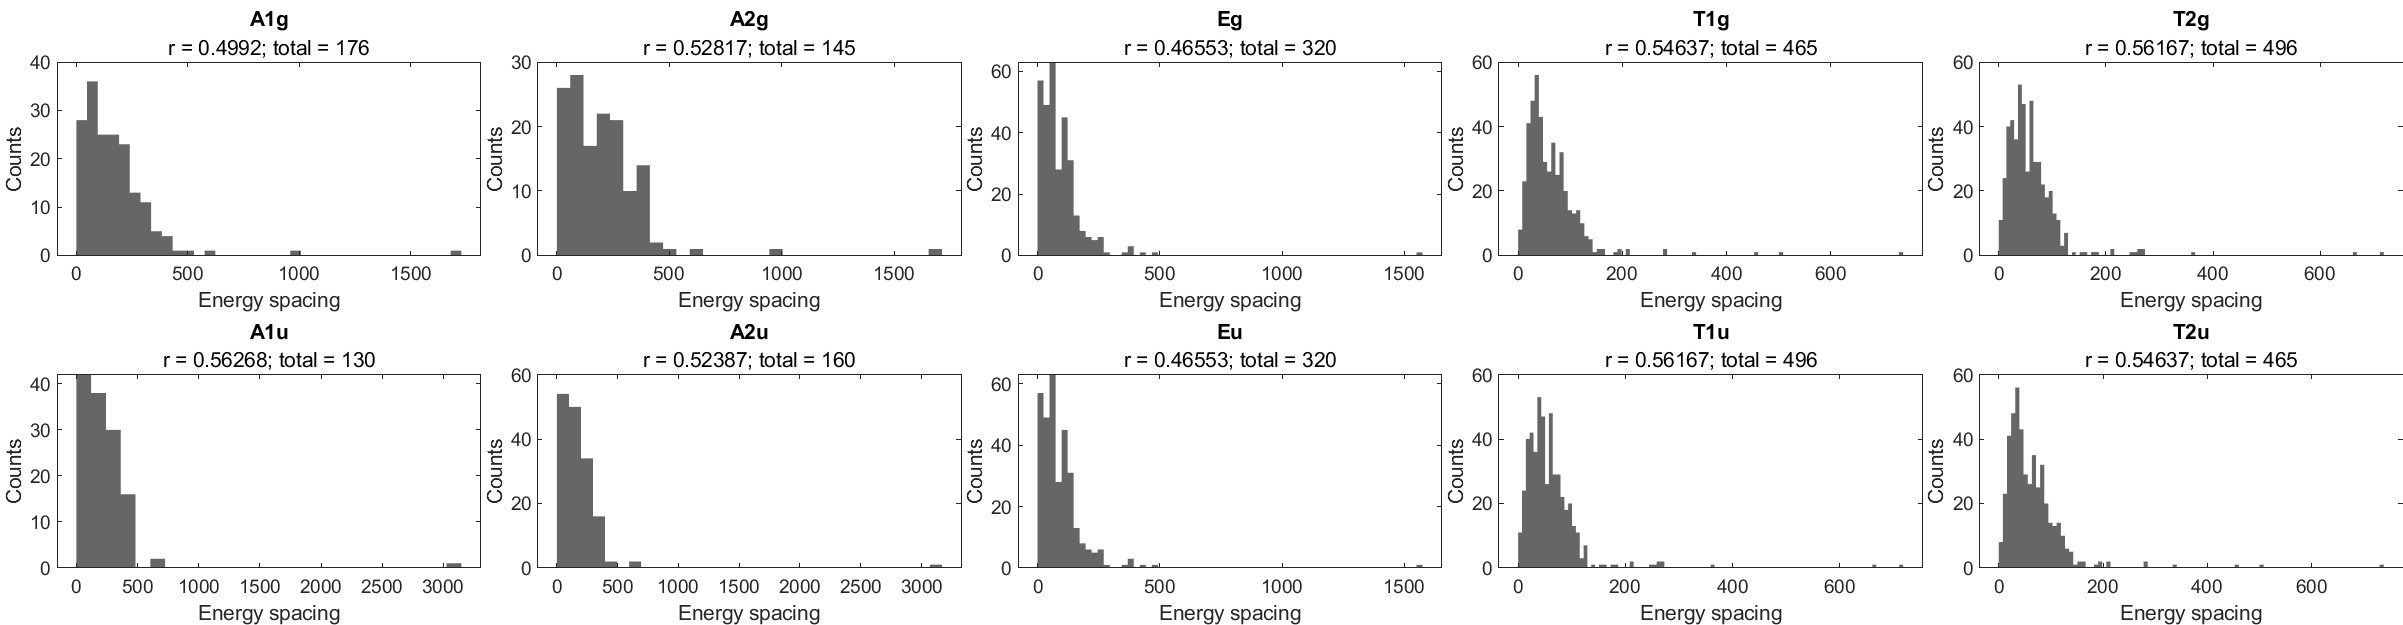 A1g
r = 0.4992; total = 176
40
30
20
10
0
Counts
0 500 1000 1500
Energy spacing
A2g
r = 0.52817; total = 145
30
20
10
0
Counts
0 500 1000 1500
Energy spacing
Eg
r = 0.46553; total = 320
60
40
20
0
Counts
0 500 1000 1500
Energy spacing
T1g
r = 0.54637; total = 465
60
40
20
0
Counts
0 200 400 600
Energy spacing
T2g
r = 0.56167; total = 496
60
40
20
0
Counts
0 200 400 600
Energy spacing
A1u
r = 0.56268; total = 130
40
30
20
10
0
Counts
0 500 1000 1500 2000 2500 3000
Energy spacing
A2u
r = 0.52387; total = 160
60
40
20
0
Counts
0 500 1000 1500 2000 2500 3000
Energy spacing
Eu
r = 0.46553; total = 320
60
40
20
0
Counts
0 500 1000 1500
Energy spacing
T1u
r = 0.56167; total = 496
60
40
20
0
Counts
0 200 400 600
Energy spacing
T2u
r = 0.54637; total = 465
60
40
20
0
Counts
0 200 400 600
Energy spacing